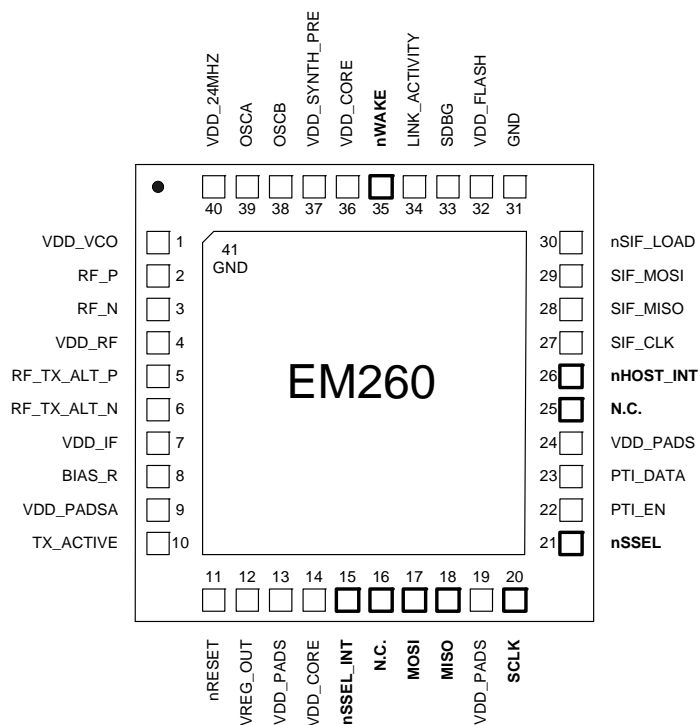 VDD_24MHZ
OSCA
OSCB
VDD_SYNTH_PRE
VDD_CORE
nWAKE
LINK_ACTIVITY
SDBG
VDD_FLASH
GND
40 39 38 37 36 35 34 33 32 31
VDD_VCO 1
RF_P 2
RF_N 3
VDD_RF 4
RF_TX_ALT_P 5
RF_TX_ALT_N 6
VDD_IF 7
BIAS_R 8
VDD_PADSA 9
TX_ACTIVE 10
41
GND
EM260
30 nSIF_LOAD
29 SIF_MOSI
28 SIF_MISO
27 SIF_CLK
26 nHOST_INT
25 N.C.
24 VDD_PADS
23 PTI_DATA
22 PTI_EN
21 nSSEL
11 12 13 14 15 16 17 18 19 20
nRESET
VREG_OUT
VDD_PADS
VDD_CORE
nSSEL_INT
N.C.
MOSI
MISO
VDD_PADS
SCLK